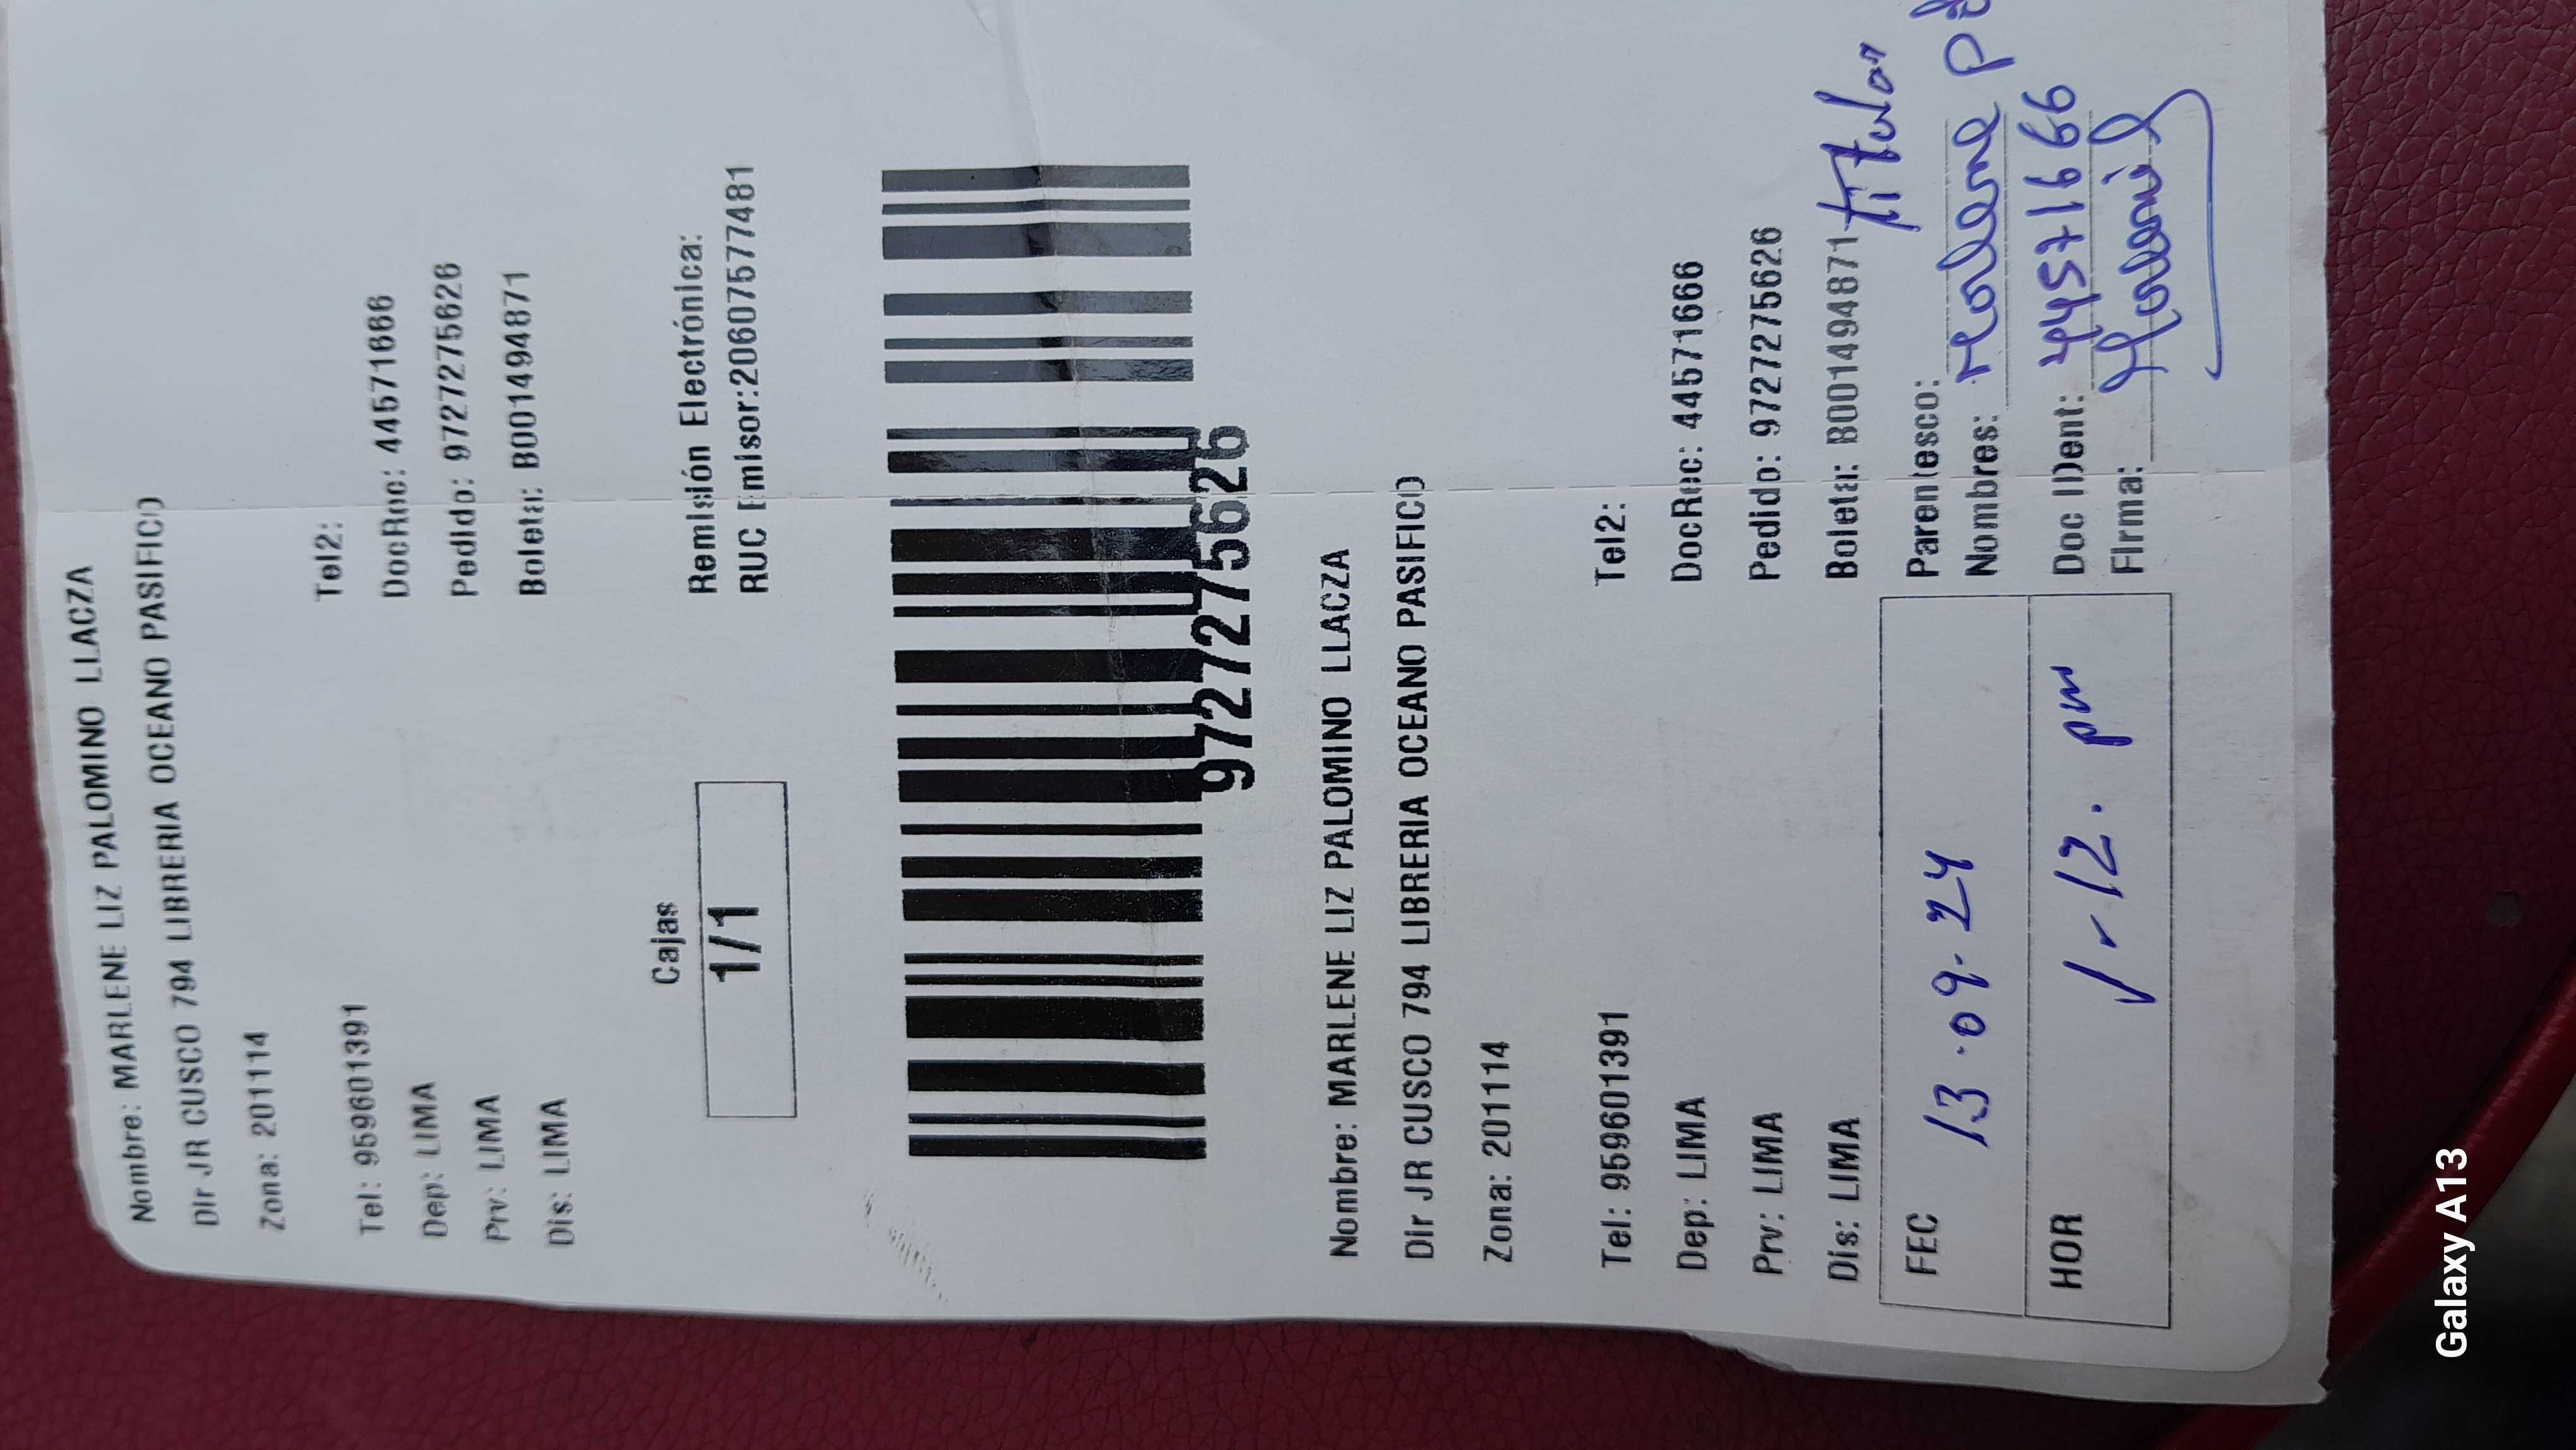 Nombre: MARLENE LIZ PALOMINO LLACZA
Dir JR CUSCO 794 LIBRERIA OCEANO PASIFICO
Zona: 201114
Tel: 959601391 Tel2:
Dep: LIMA DocRec: 44571666
Prv: LIMA Pedido: 9727275626
Dis: LIMA Boleta: B001494871
Cajas Remisión Electrónica:
1/1 RUC Emisor:20607577481
9727275626
Nombre: MARLENE LIZ PALOMINO LLACZA
Dir JR CUSCO 794 LIBRERIA OCEANO PASIFICO
Zona: 201114
Tel: 959601391 Tel2:
Dep: LIMA DocRec: 44571666
Prv: LIMA Pedido: 9727275626
Dis: LIMA Boleta: B001494871
FEC 13.09.24 Parentesco: titular
Nombres: Marlene
HOR 12. pm Doc IDent: 44571666
Firma:
Galaxy A13